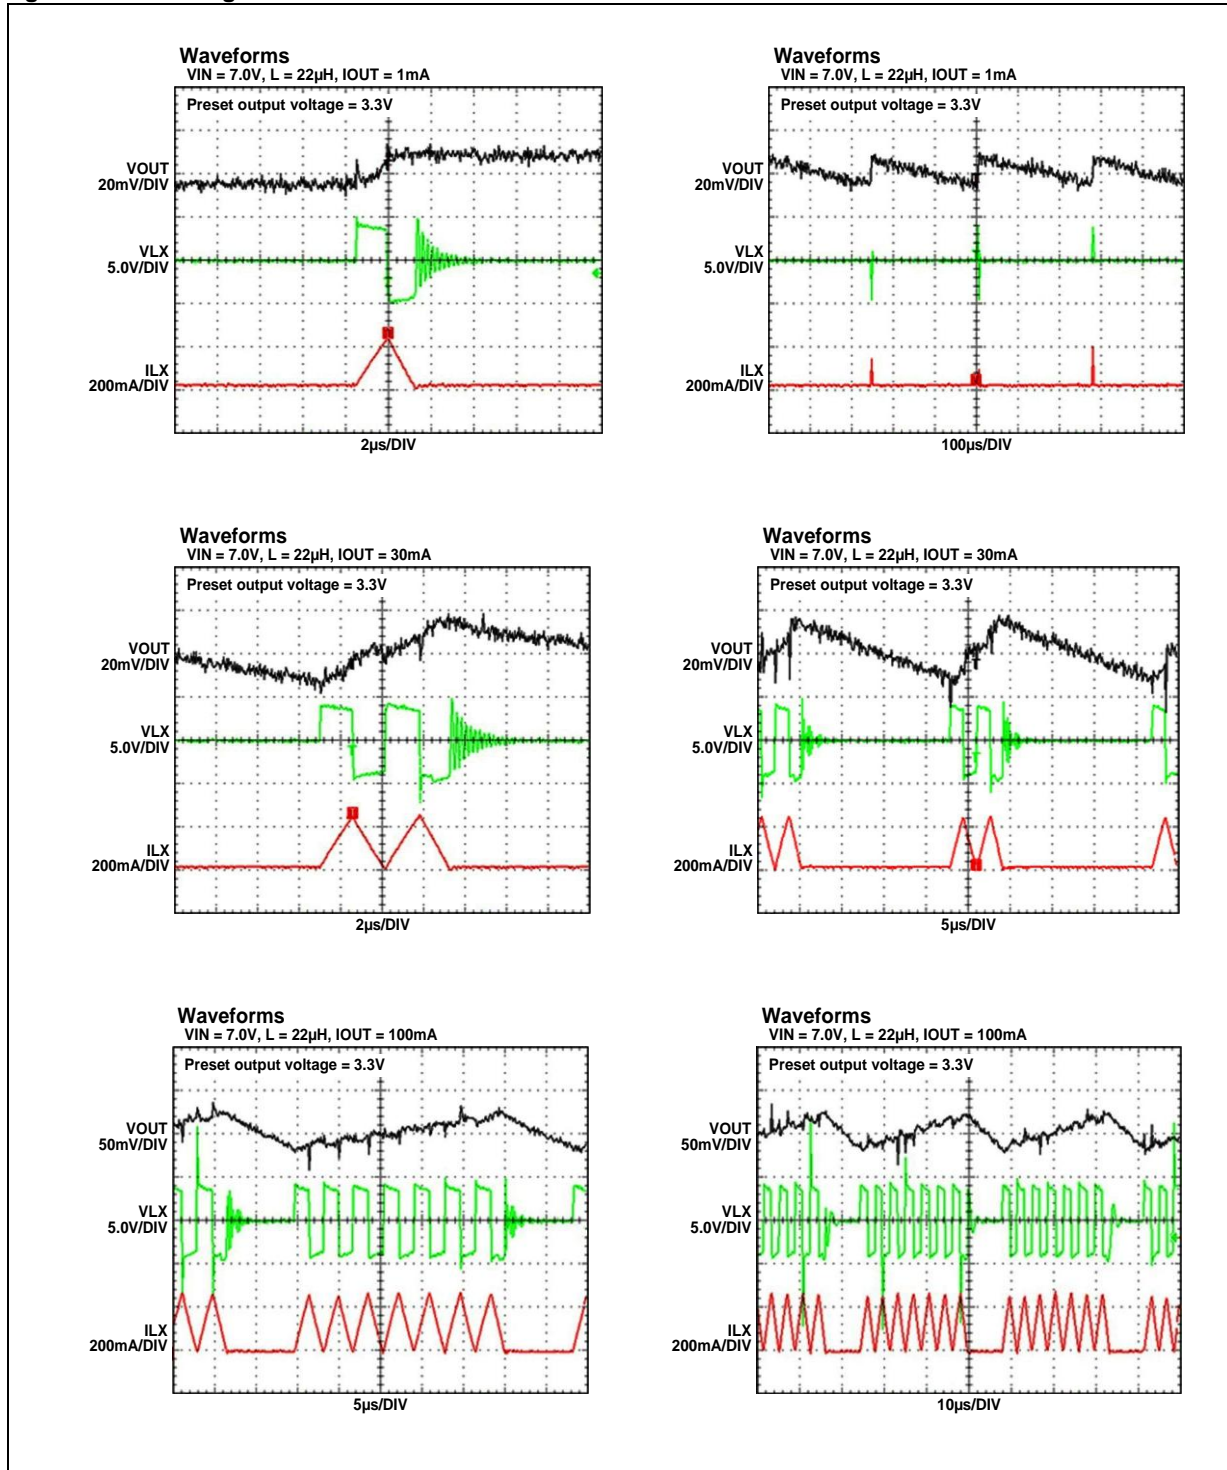 Waveforms
VIN = 7.0V, L = 22µH, IOUT = 1mA
Preset output voltage = 3.3V
VOUT
20mV/DIV
VLX
5.0V/DIV
ILX
200mA/DIV
2µs/DIV
Waveforms
VIN = 7.0V, L = 22µH, IOUT = 1mA
Preset output voltage = 3.3V
VOUT
20mV/DIV
VLX
5.0V/DIV
ILX
200mA/DIV
100µs/DIV
Waveforms
VIN = 7.0V, L = 22µH, IOUT = 30mA
Preset output voltage = 3.3V
VOUT
20mV/DIV
VLX
5.0V/DIV
ILX
200mA/DIV
2µs/DIV
Waveforms
VIN = 7.0V, L = 22µH, IOUT = 30mA
Preset output voltage = 3.3V
VOUT
20mV/DIV
VLX
5.0V/DIV
ILX
200mA/DIV
5µs/DIV
Waveforms
VIN = 7.0V, L = 22µH, IOUT = 100mA
Preset output voltage = 3.3V
VOUT
50mV/DIV
VLX
5.0V/DIV
ILX
200mA/DIV
5µs/DIV
Waveforms
VIN = 7.0V, L = 22µH, IOUT = 100mA
Preset output voltage = 3.3V
VOUT
50mV/DIV
VLX
5.0V/DIV
ILX
200mA/DIV
10µs/DIV